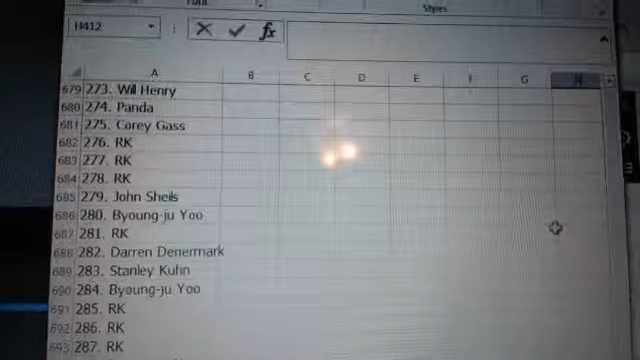 Font
Styles
H412
fx
A B C D E F G H
679 273. Will Henry
680 274. Panda
681 275. Corey Gass
682 276. RK
683 277. RK
684 278. RK
685 279. John Sheils
686 280. Byoung-ju Yoo
687 281. RK
688 282. Darren Denermark
689 283. Stanley Kuhn
690 284. Byoung-ju Yoo
691 285. RK
692 286. RK
693 287. RK